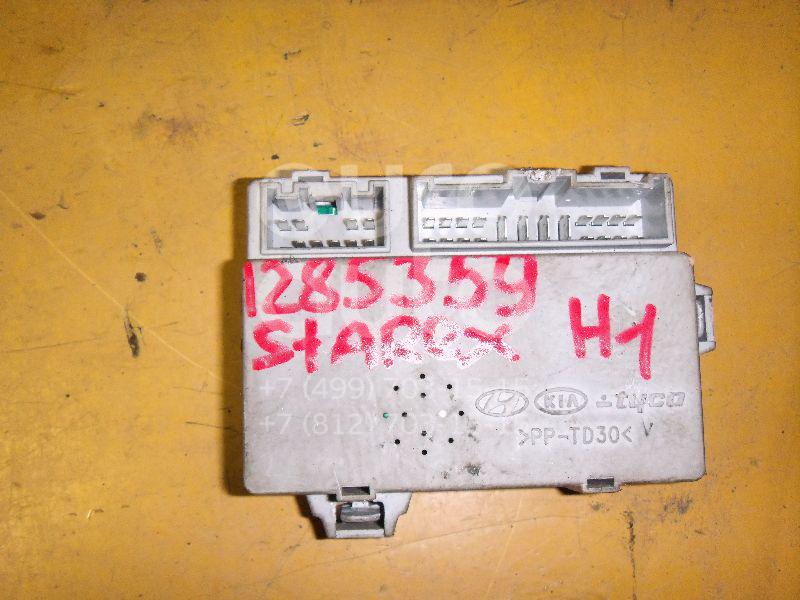 1285359
STAREX H1
KIA tyco
>PP-TD30<